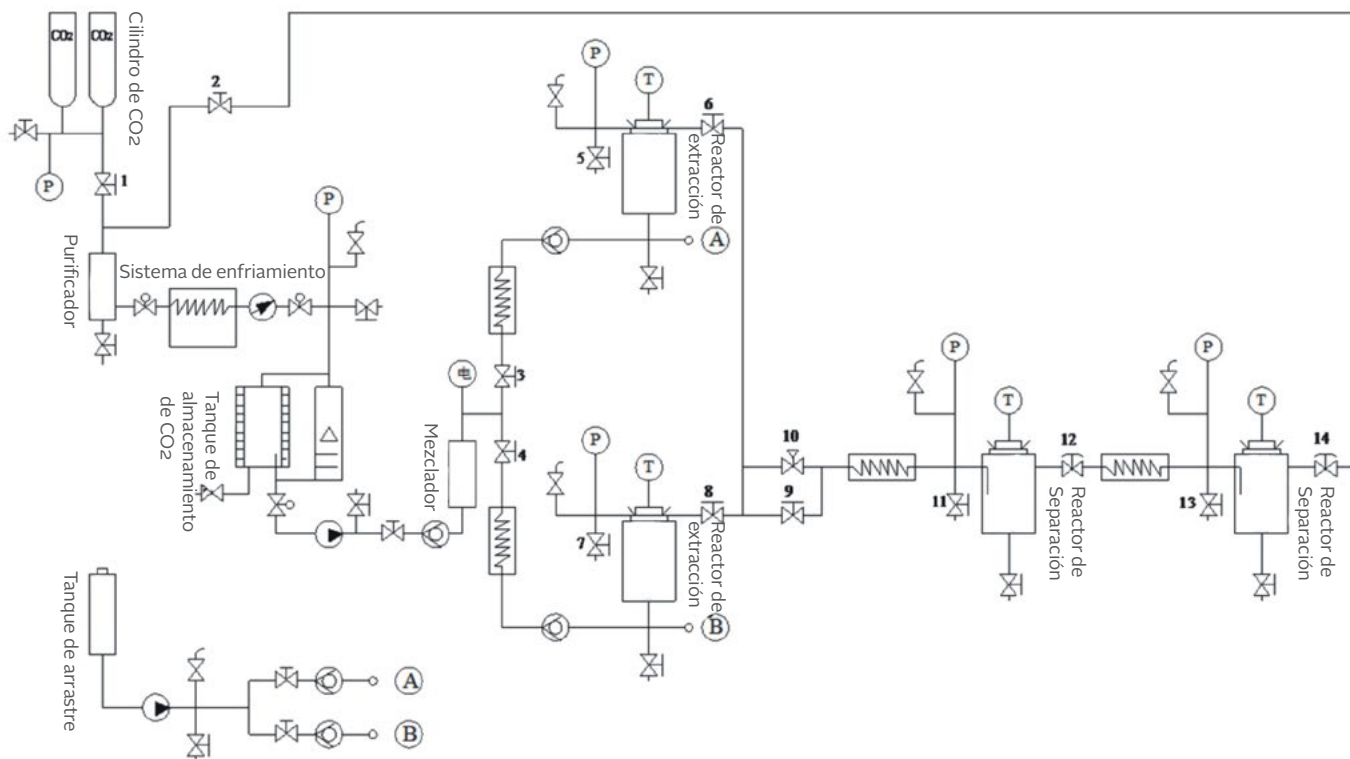 CO2
CO2
Cilindro de CO2
2
1
P
Purificador
Sistema de enfriamiento
P
Tanque de
almacenamiento
de CO2
Mezclador
电
3
4
P
T
5
6
Reactor de
extracción
A
P
T
7
8
Reactor de
extracción
B
10
9
P
T
11
12
Reactor de
Separación
P
T
13
14
Reactor de
Separación
Tanque de arrastre
A
B